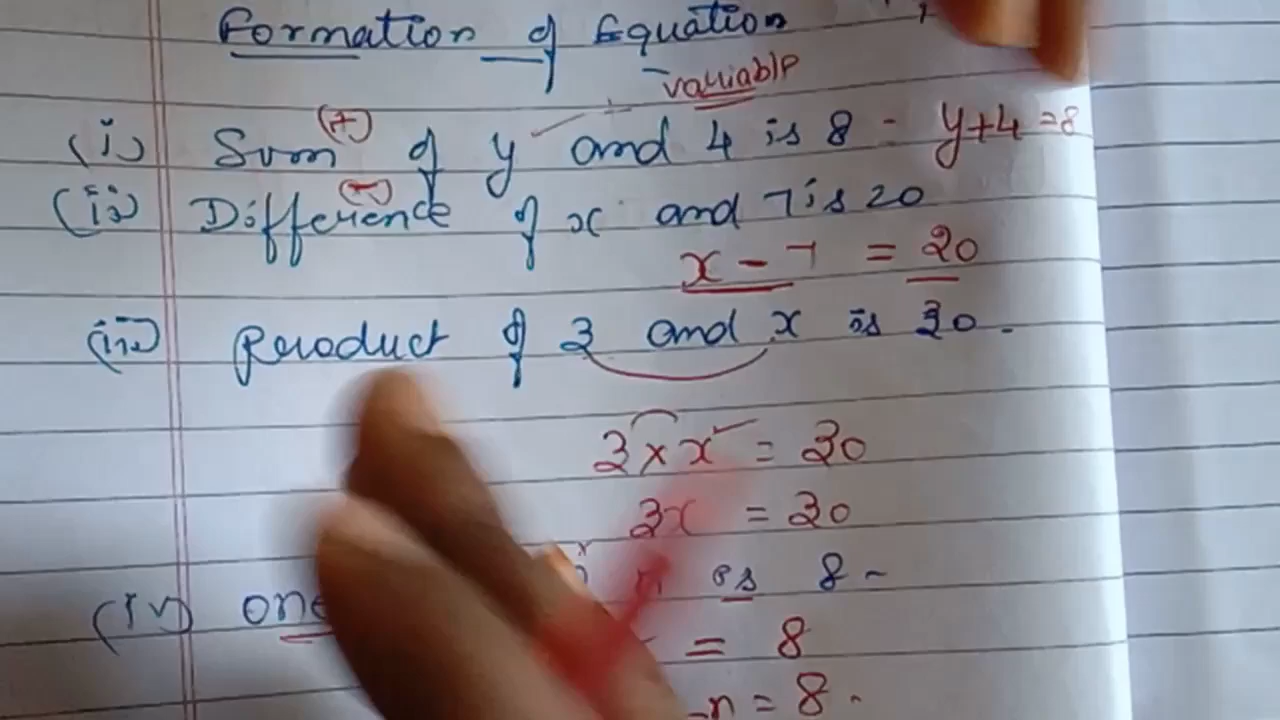 Formation of Equation
variable
(i) Sum (+) of y and 4 is 8 - y+4=8
(ii) Difference (-) of x and 7 is 20
x - 7 = 20
(iii) Product of 3 and x is 30.
3 × x = 30
3x = 30
(iv) one n is 8 -
= 8
n = 8.